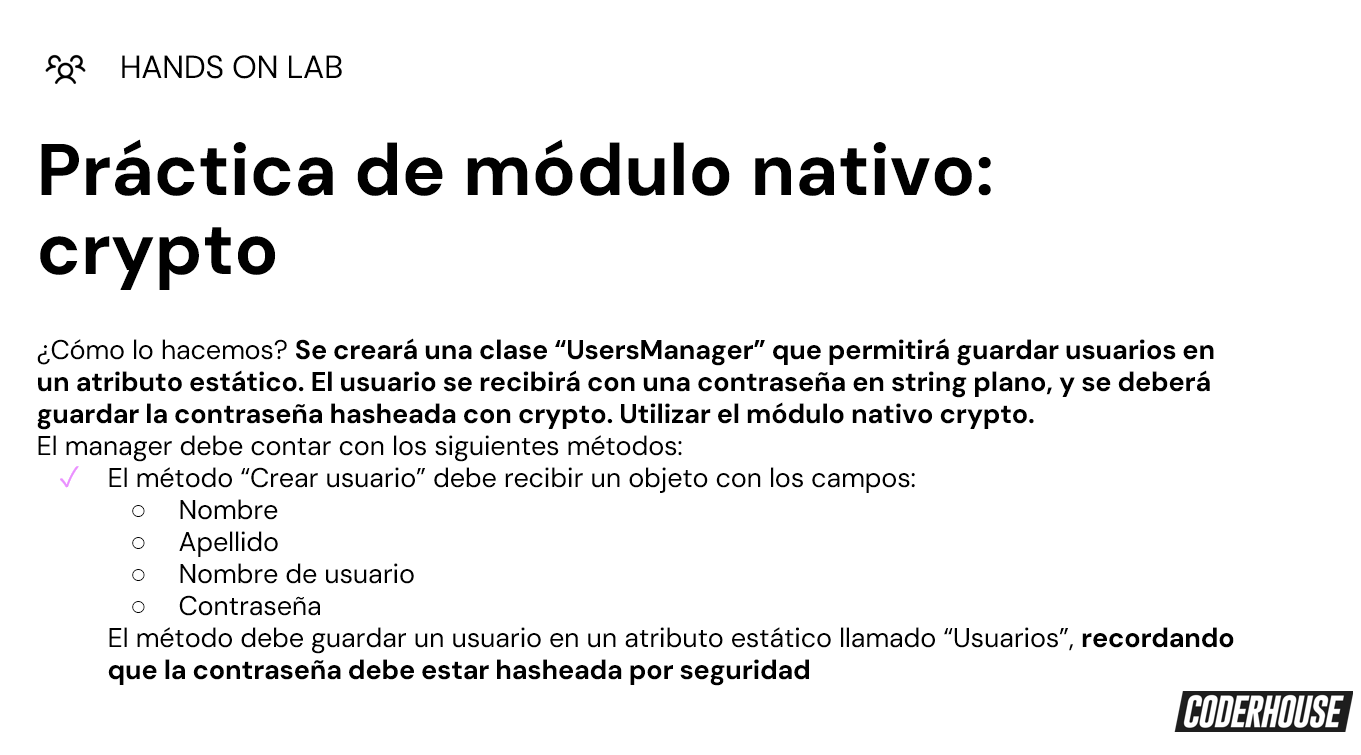 HANDS ON LAB
Práctica de módulo nativo:
crypto
¿Cómo lo hacemos? Se creará una clase “UsersManager” que permitirá guardar usuarios en
un atributo estático. El usuario se recibirá con una contraseña en string plano, y se deberá
guardar la contraseña hasheada con crypto. Utilizar el módulo nativo crypto.
El manager debe contar con los siguientes métodos:
✓ El método “Crear usuario” debe recibir un objeto con los campos:
○ Nombre
○ Apellido
○ Nombre de usuario
○ Contraseña
El método debe guardar un usuario en un atributo estático llamado “Usuarios”, recordando
que la contraseña debe estar hasheada por seguridad
CODERHOUSE